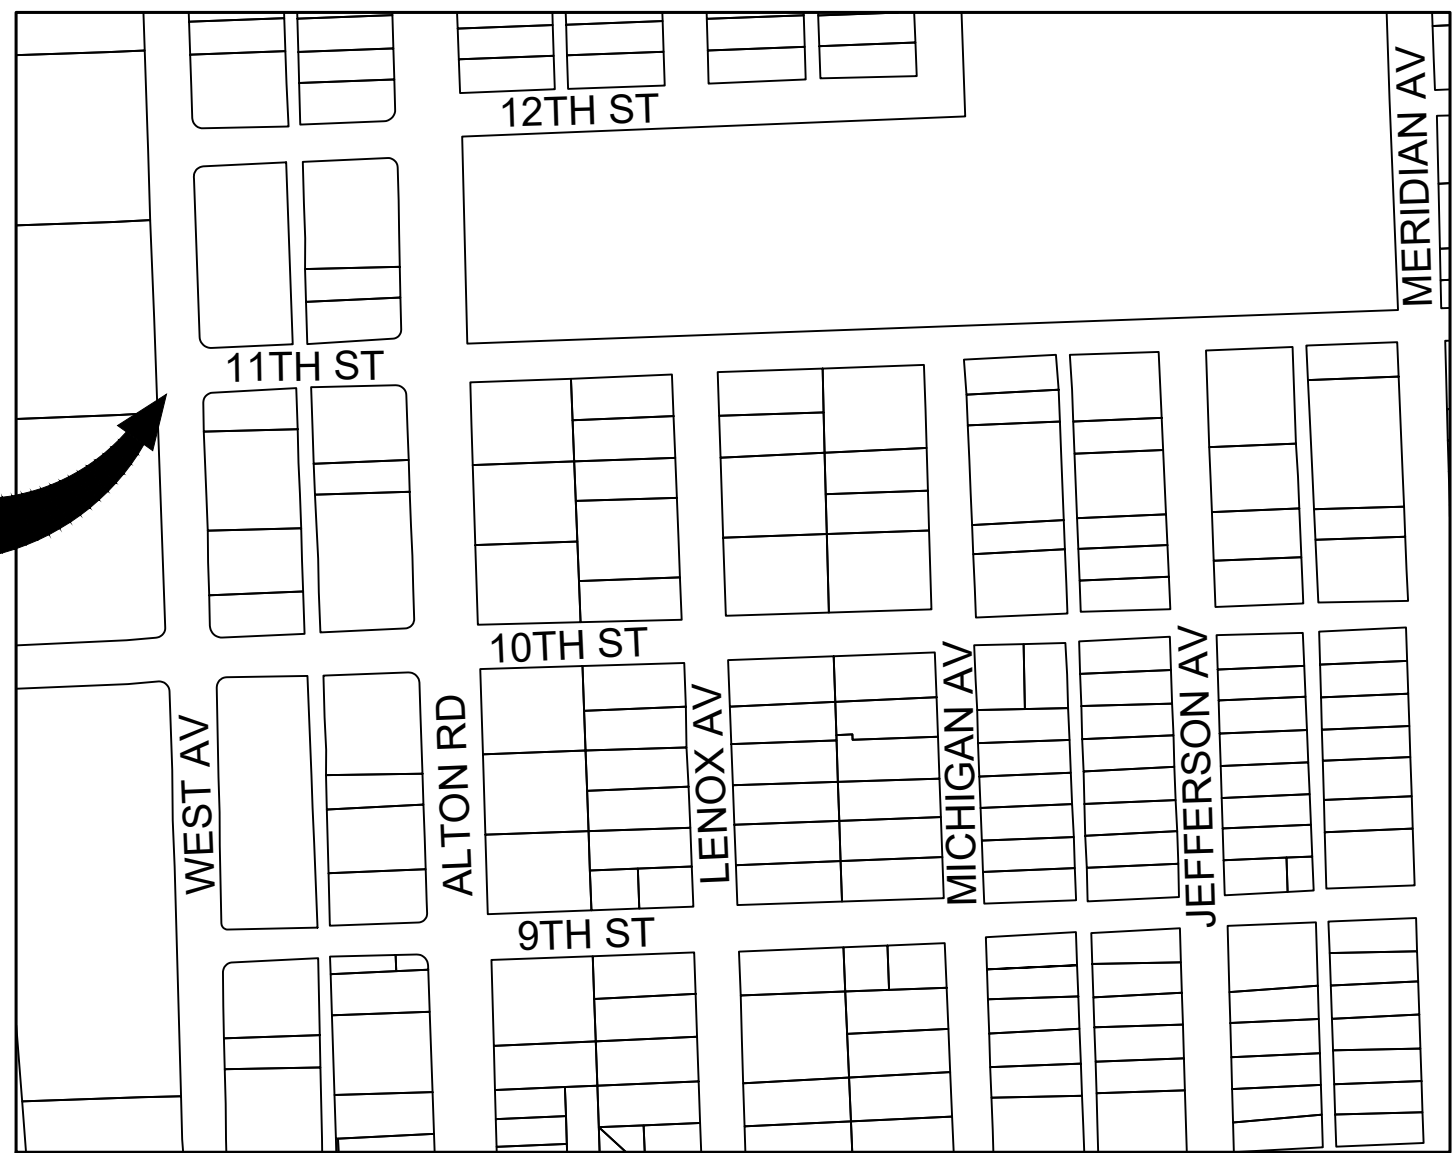 12TH ST
MERIDIAN AV
11TH ST
10TH ST
WEST AV
ALTON RD
LENOX AV
MICHIGAN AV
JEFFERSON AV
9TH ST